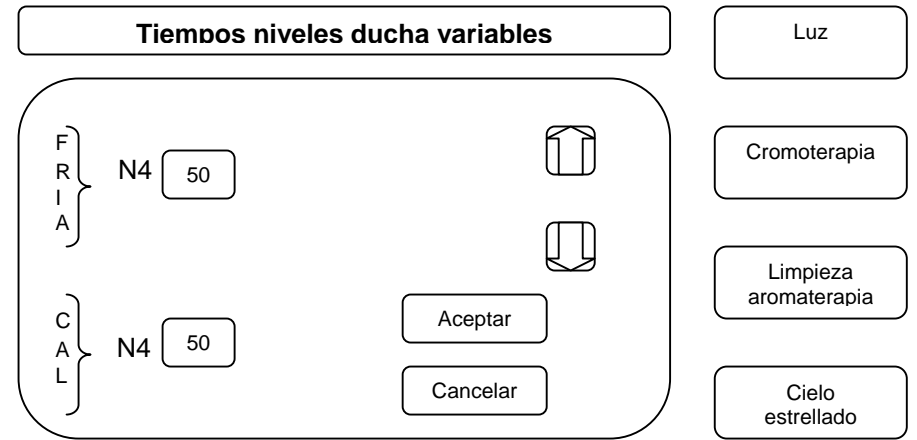 Tiempos niveles ducha variables
F
R
I
A
N4
50
C
A
L
N4
50
Aceptar
Cancelar
Luz
Cromoterapia
Limpieza
aromaterapia
Cielo
estrellado